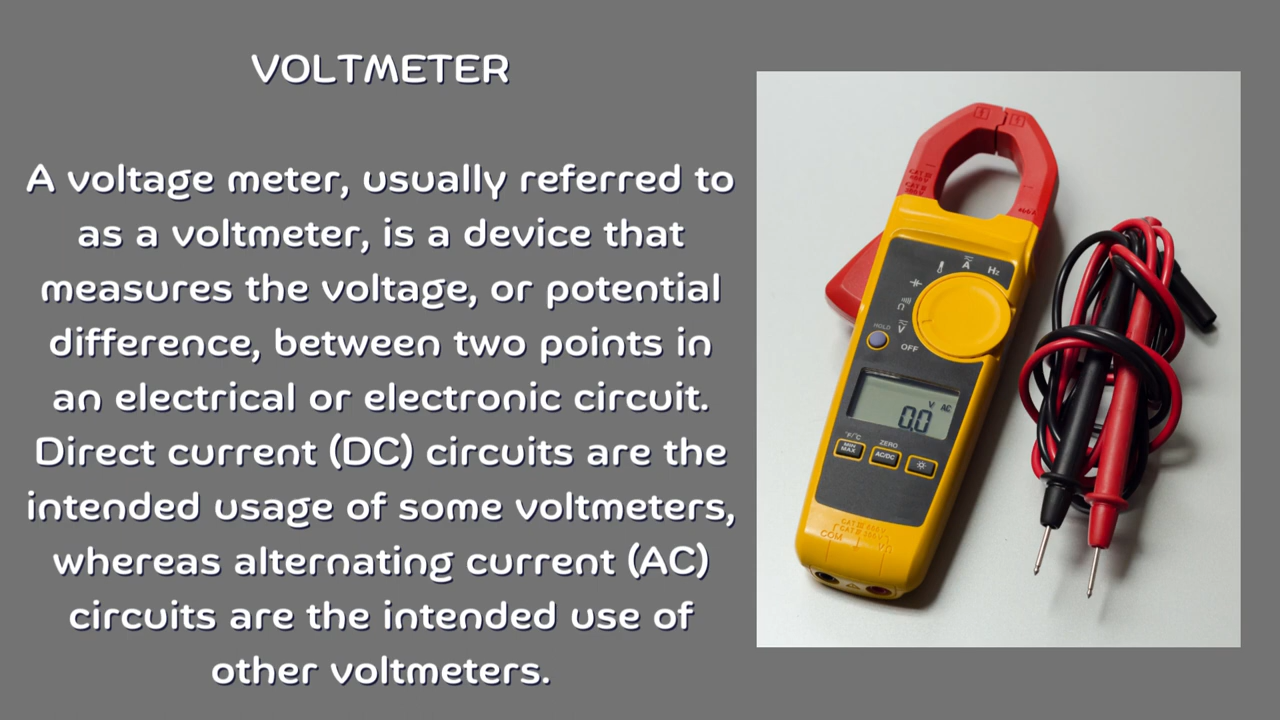 VOLTMETER
A voltage meter, usually referred to
as a voltmeter, is a device that
measures the voltage, or potential
difference, between two points in
an electrical or electronic circuit.
Direct current (DC) circuits are the
intended usage of some voltmeters,
whereas alternating current (AC)
circuits are the intended use of
other voltmeters.
A Hz
V
HOLD
OFF
V AC
0.0
°F/°C ZERO
MIN MAX AC/DC
COM